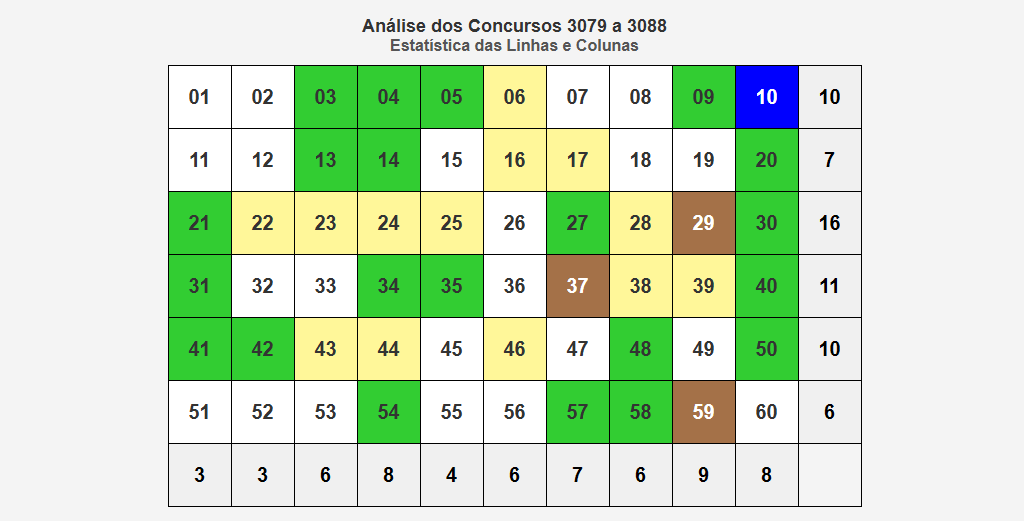 Análise dos Concursos 3079 a 3088
Estatística das Linhas e Colunas
01 02 03 04 05 06 07 08 09 10 10
11 12 13 14 15 16 17 18 19 20 7
21 22 23 24 25 26 27 28 29 30 16
31 32 33 34 35 36 37 38 39 40 11
41 42 43 44 45 46 47 48 49 50 10
51 52 53 54 55 56 57 58 59 60 6
3 3 6 8 4 6 7 6 9 8